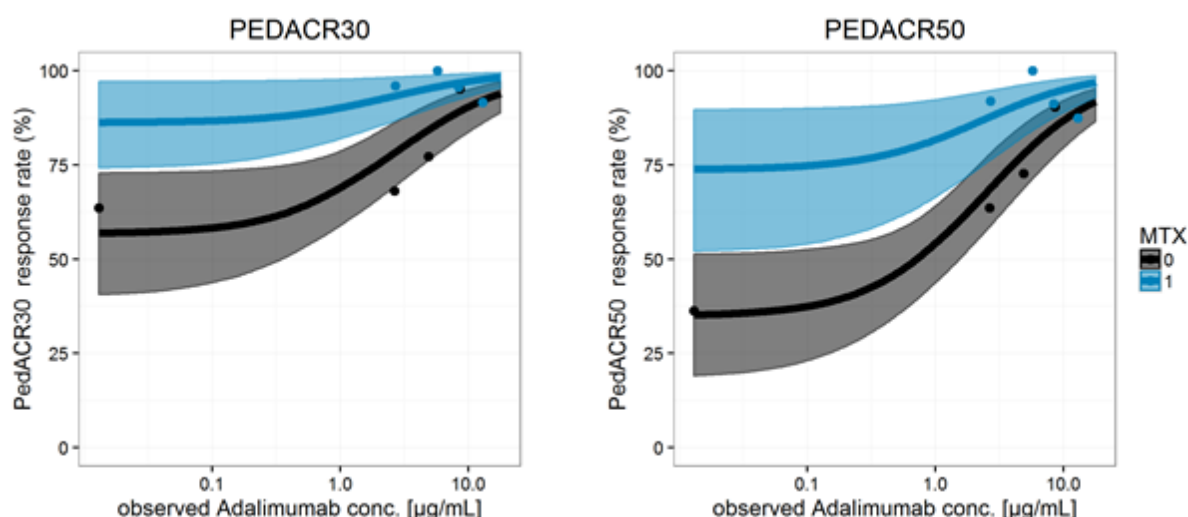 PEDACR30
PEDACR50
PedACR30 response rate (%)
100
75
50
25
0
0.1 1.0 10.0
observed Adalimumab conc. [µg/mL]
PedACR50 response rate (%)
100
75
50
25
0
0.1 1.0 10.0
observed Adalimumab conc. [µg/mL]
MTX
0
1